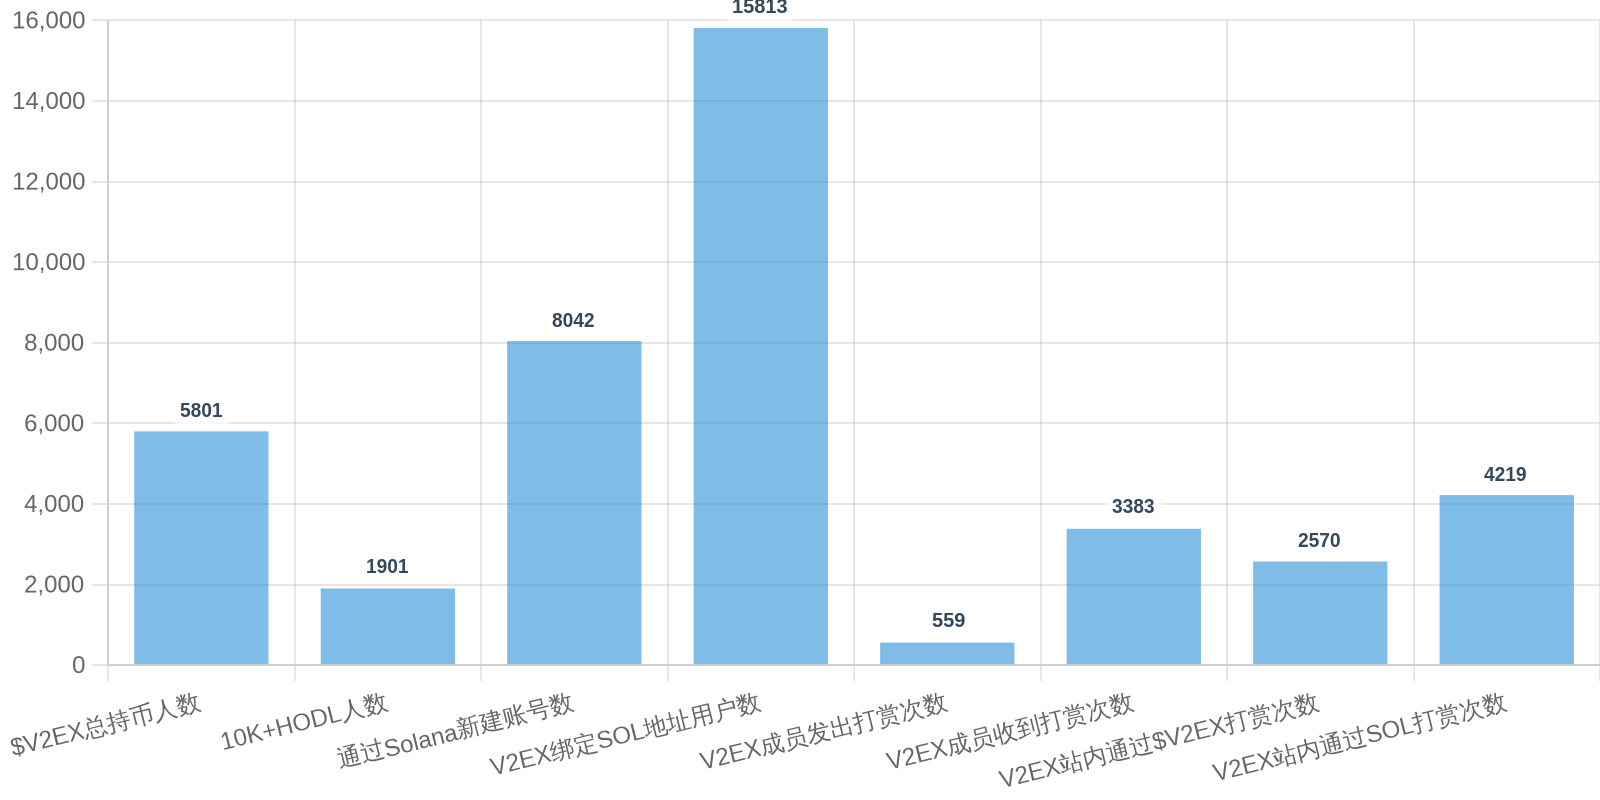 15813
16,000
14,000
12,000
10,000
8042
8,000
5801
6,000
4219
3383
4,000
2570
1901
2,000
559
0
$V2EX总持币人数
10K+HODL人数
通过Solana新建账号数
V2EX绑定SOL地址用户数
V2EX成员发出打赏次数
V2EX成员收到打赏次数
V2EX站内通过$V2EX打赏次数
V2EX站内通过SOL打赏次数